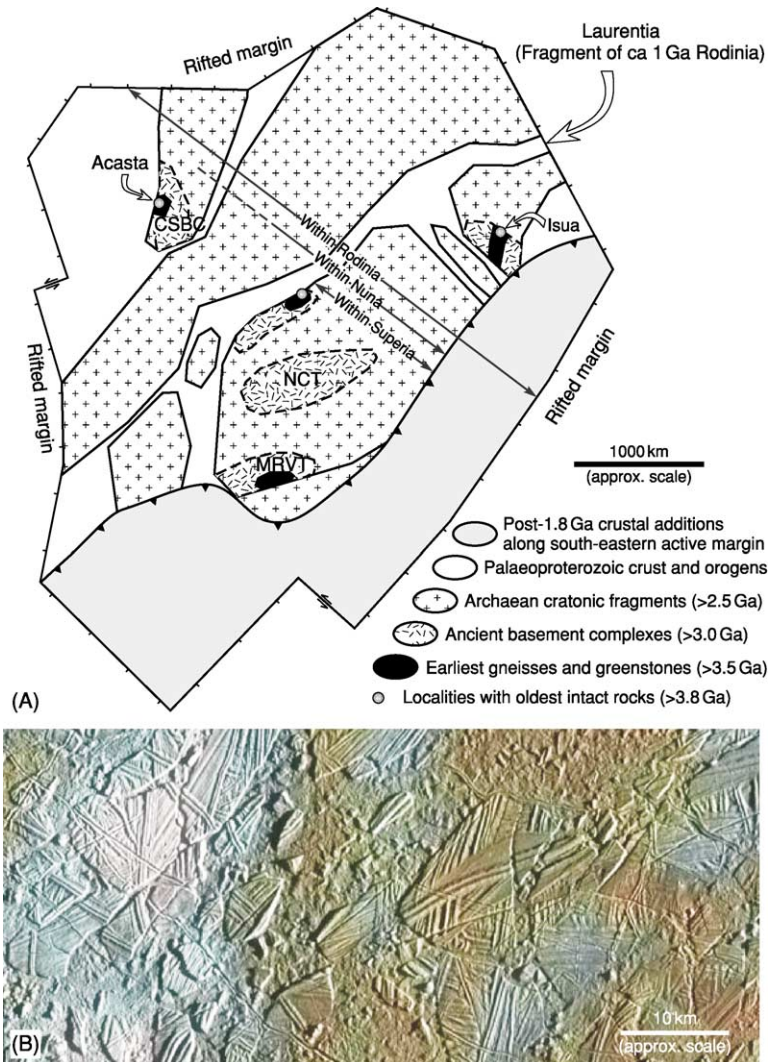 Rifted margin
Laurentia
(Fragment of ca 1 Ga Rodinia)
Acasta
CSBC
Isua
Within Rodinia
Within Nuna
Within Superia
Rifted margin
NCT
Rifted margin
MRVT
1000 km
(approx. scale)
Post-1.8 Ga crustal additions
along south-eastern active margin
Palaeoproterozoic crust and orogens
Archaean cratonic fragments (>2.5 Ga)
Ancient basement complexes (>3.0 Ga)
Earliest gneisses and greenstones (>3.5 Ga)
Localities with oldest intact rocks (>3.8 Ga)
(A)
10 km
(approx. scale)
(B)